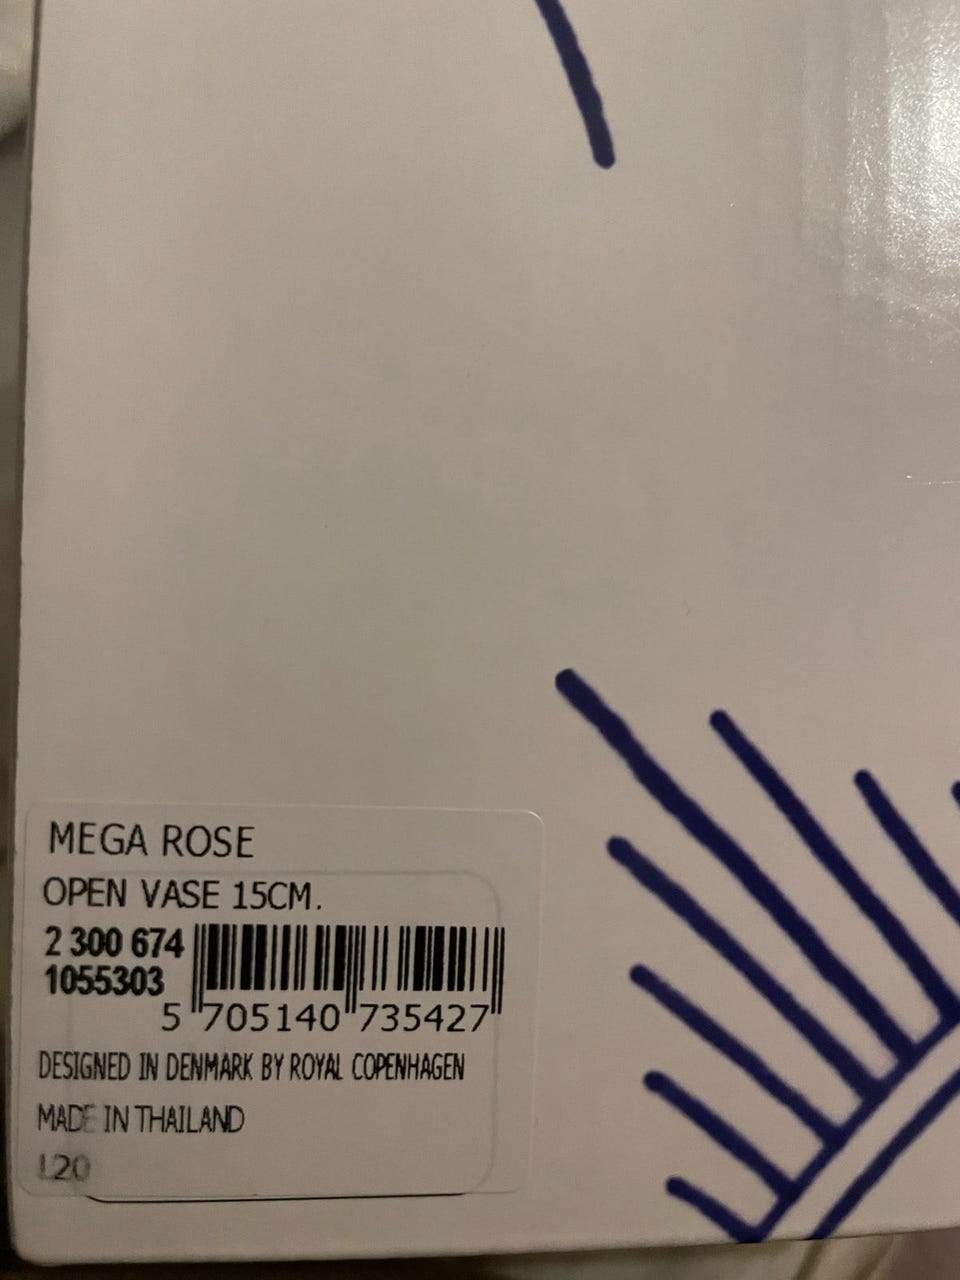 MEGA ROSE
OPEN VASE 15CM.
2 300 674
1055303
5 705140 735427
DESIGNED IN DENMARK BY ROYAL COPENHAGEN
MADE IN THAILAND
L20